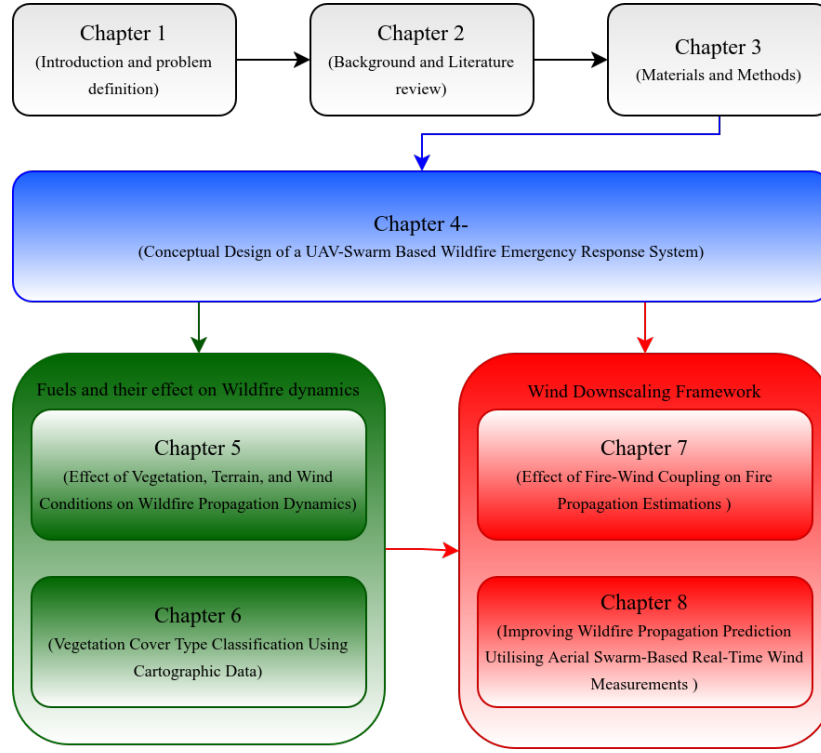 Chapter 1
(Introduction and problem
definition)
Chapter 2
(Background and Literature
review)
Chapter 3
(Materials and Methods)
Chapter 4-
(Conceptual Design of a UAV-Swarm Based Wildfire Emergency Response System)
Fuels and their effect on Wildfire dynamics
Chapter 5
(Effect of Vegetation, Terrain, and Wind
Conditions on Wildfire Propagation Dynamics)
Chapter 6
(Vegetation Cover Type Classification Using
Cartographic Data)
Wind Downscaling Framework
Chapter 7
(Effect of Fire-Wind Coupling on Fire
Propagation Estimations )
Chapter 8
(Improving Wildfire Propagation Prediction
Utilising Aerial Swarm-Based Real-Time Wind
Measurements )